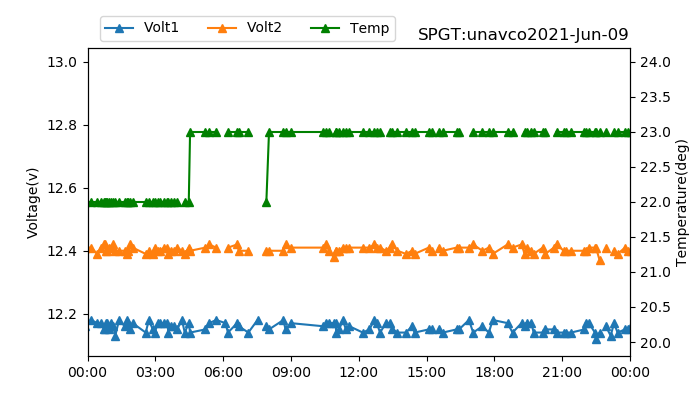 Volt1 Volt2 Temp
SPGT:unavco2021-Jun-09
13.0
12.8
12.6
12.4
12.2
Voltage(v)
24.0
23.5
23.0
22.5
22.0
21.5
21.0
20.5
20.0
Temperature(deg)
00:00 03:00 06:00 09:00 12:00 15:00 18:00 21:00 00:00